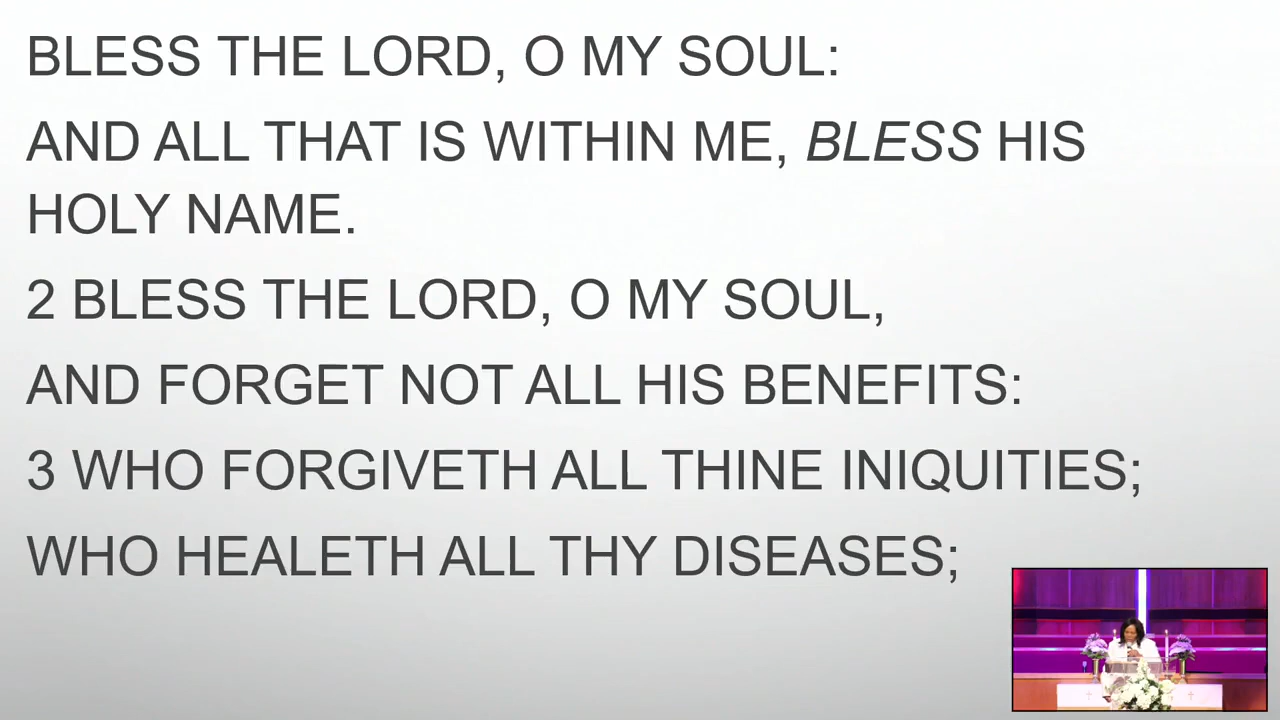 BLESS THE LORD, O MY SOUL:
AND ALL THAT IS WITHIN ME, BLESS HIS
HOLY NAME.
2 BLESS THE LORD, O MY SOUL,
AND FORGET NOT ALL HIS BENEFITS:
3 WHO FORGIVETH ALL THINE INIQUITIES;
WHO HEALETH ALL THY DISEASES;